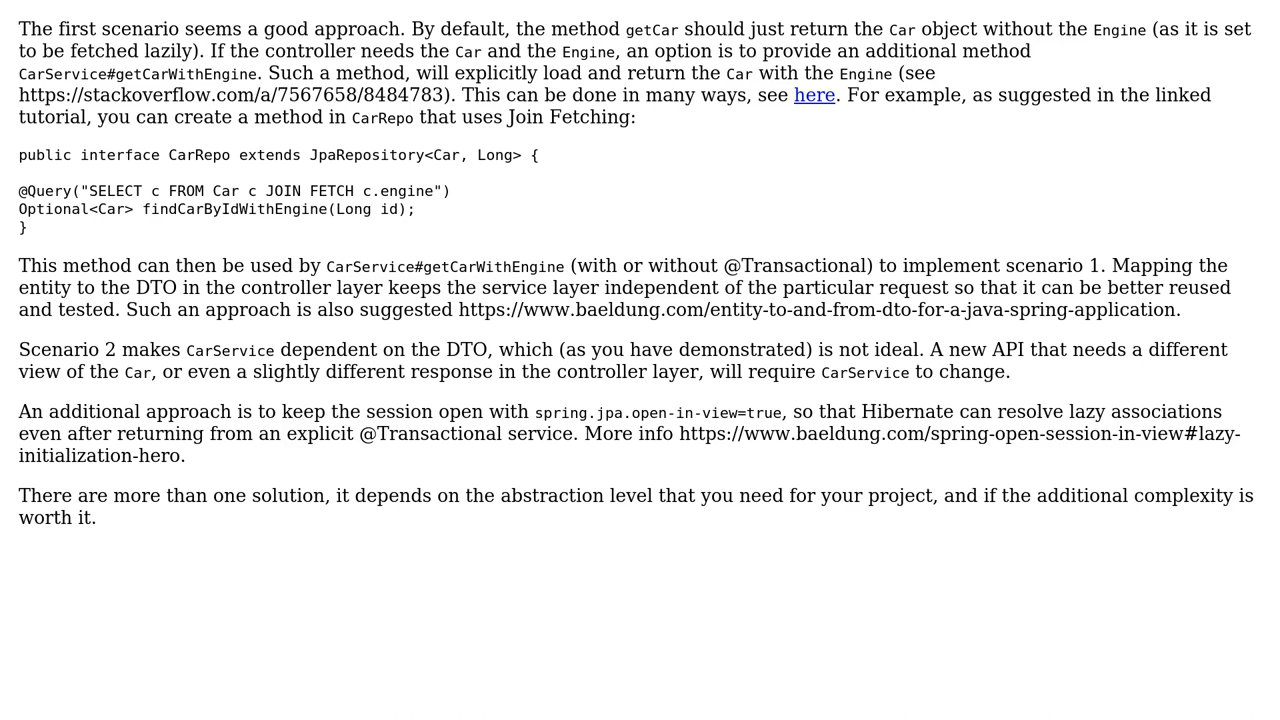 The first scenario seems a good approach. By default, the method getCar should just return the Car object without the Engine (as it is set
to be fetched lazily). If the controller needs the Car and the Engine, an option is to provide an additional method
CarService#getCarWithEngine. Such a method, will explicitly load and return the Car with the Engine (see
https://stackoverflow.com/a/7567658/8484783). This can be done in many ways, see here. For example, as suggested in the linked
tutorial, you can create a method in CarRepo that uses Join Fetching:
public interface CarRepo extends JpaRepository<Car, Long> {
@Query("SELECT c FROM Car c JOIN FETCH c.engine")
Optional<Car> findCarByIdWithEngine(Long id);
}
This method can then be used by CarService#getCarWithEngine (with or without @Transactional) to implement scenario 1. Mapping the
entity to the DTO in the controller layer keeps the service layer independent of the particular request so that it can be better reused
and tested. Such an approach is also suggested https://www.baeldung.com/entity-to-and-from-dto-for-a-java-spring-application.
Scenario 2 makes CarService dependent on the DTO, which (as you have demonstrated) is not ideal. A new API that needs a different
view of the Car, or even a slightly different response in the controller layer, will require CarService to change.
An additional approach is to keep the session open with spring.jpa.open-in-view=true, so that Hibernate can resolve lazy associations
even after returning from an explicit @Transactional service. More info https://www.baeldung.com/spring-open-session-in-view#lazy-
initialization-hero.
There are more than one solution, it depends on the abstraction level that you need for your project, and if the additional complexity is
worth it.